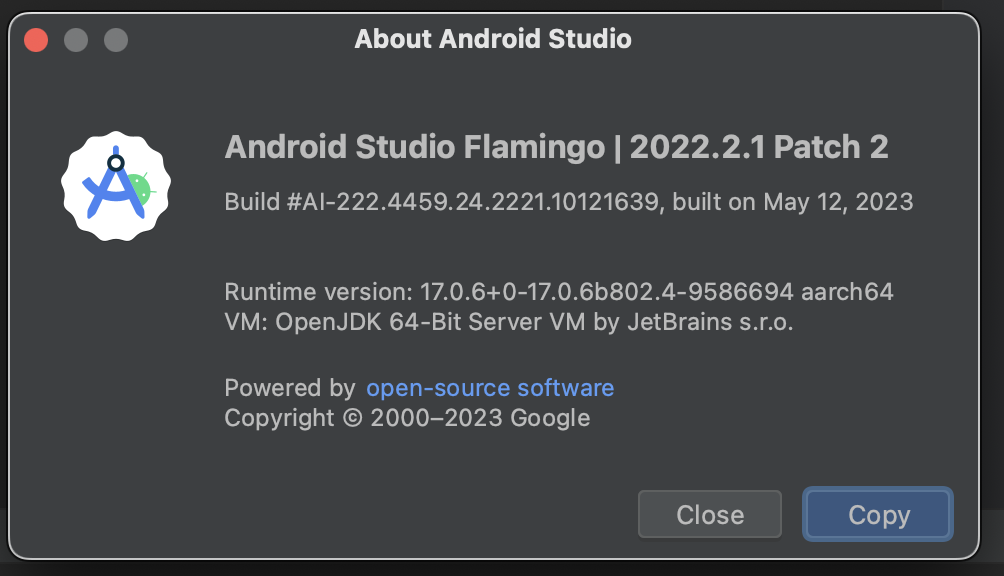 About Android Studio
Android Studio Flamingo | 2022.2.1 Patch 2
Build #AI-222.4459.24.2221.10121639, built on May 12, 2023
Runtime version: 17.0.6+0-17.0.6b802.4-9586694 aarch64
VM: OpenJDK 64-Bit Server VM by JetBrains s.r.o.
Powered by open-source software
Copyright © 2000–2023 Google
Close Copy